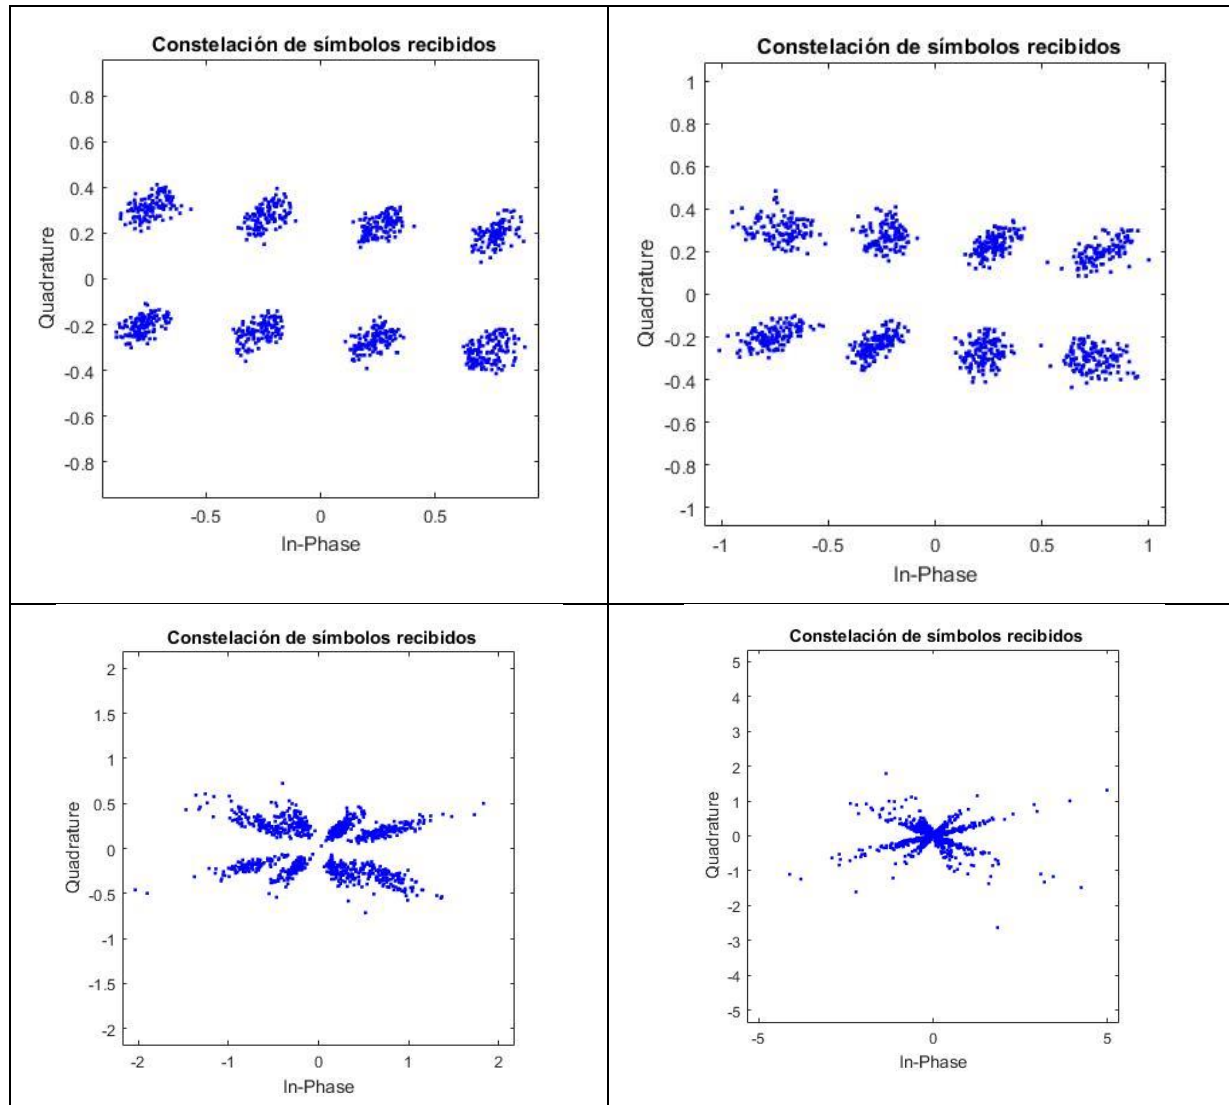 Constelación de símbolos recibidos
0.8
0.6
0.4
0.2
0
-0.2
-0.4
-0.6
-0.8
Quadrature
-0.5 0 0.5
In-Phase
Constelación de símbolos recibidos
1
0.8
0.6
0.4
0.2
0
-0.2
-0.4
-0.6
-0.8
-1
Quadrature
-1 -0.5 0 0.5 1
In-Phase
Constelación de símbolos recibidos
2
1.5
1
0.5
0
-0.5
-1
-1.5
-2
Quadrature
-2 -1 0 1 2
In-Phase
Constelación de símbolos recibidos
5
4
3
2
1
0
-1
-2
-3
-4
-5
Quadrature
-5 0 5
In-Phase